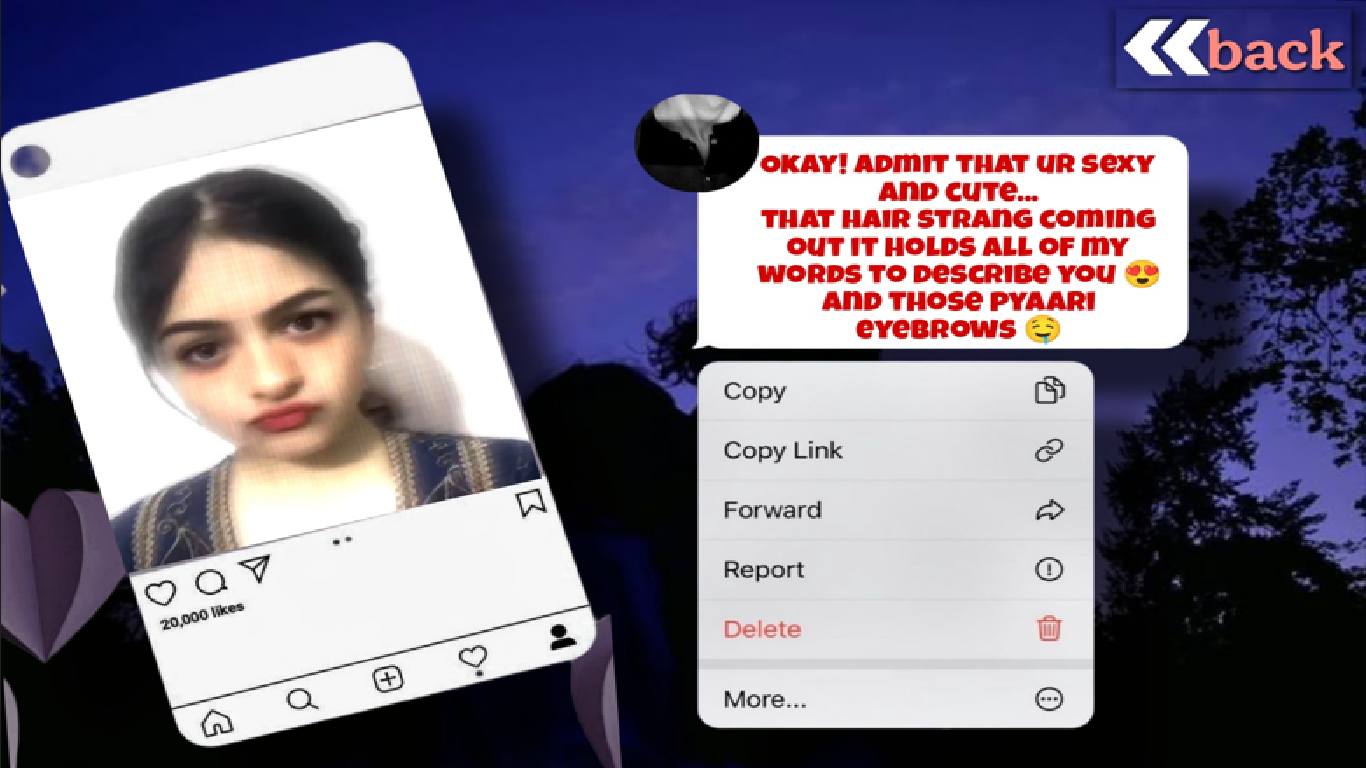 back
OKAY! ADMIT THAT UR SEXY
AND CUTE...
THAT HAIR STRANG COMING
OUT IT HOLDS ALL OF MY
WORDS TO DESCRIBE YOU 😍
AND THOSE PYAARI
EYEBROWS 🤤
20,000 likes
Copy
Copy Link
Forward
Report
Delete
More...